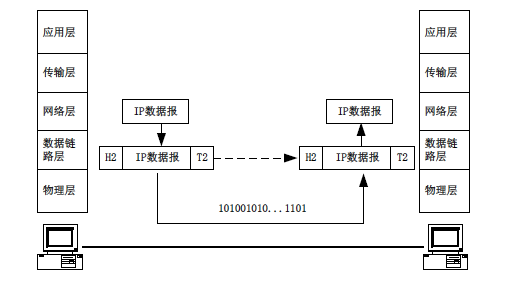 应用层
应用层
传输层
传输层
网络层
IP数据报
IP数据报
网络层
数据链
路层
H2 IP数据报 T2
H2 IP数据报 T2
数据链
路层
物理层
物理层
101001010...1101